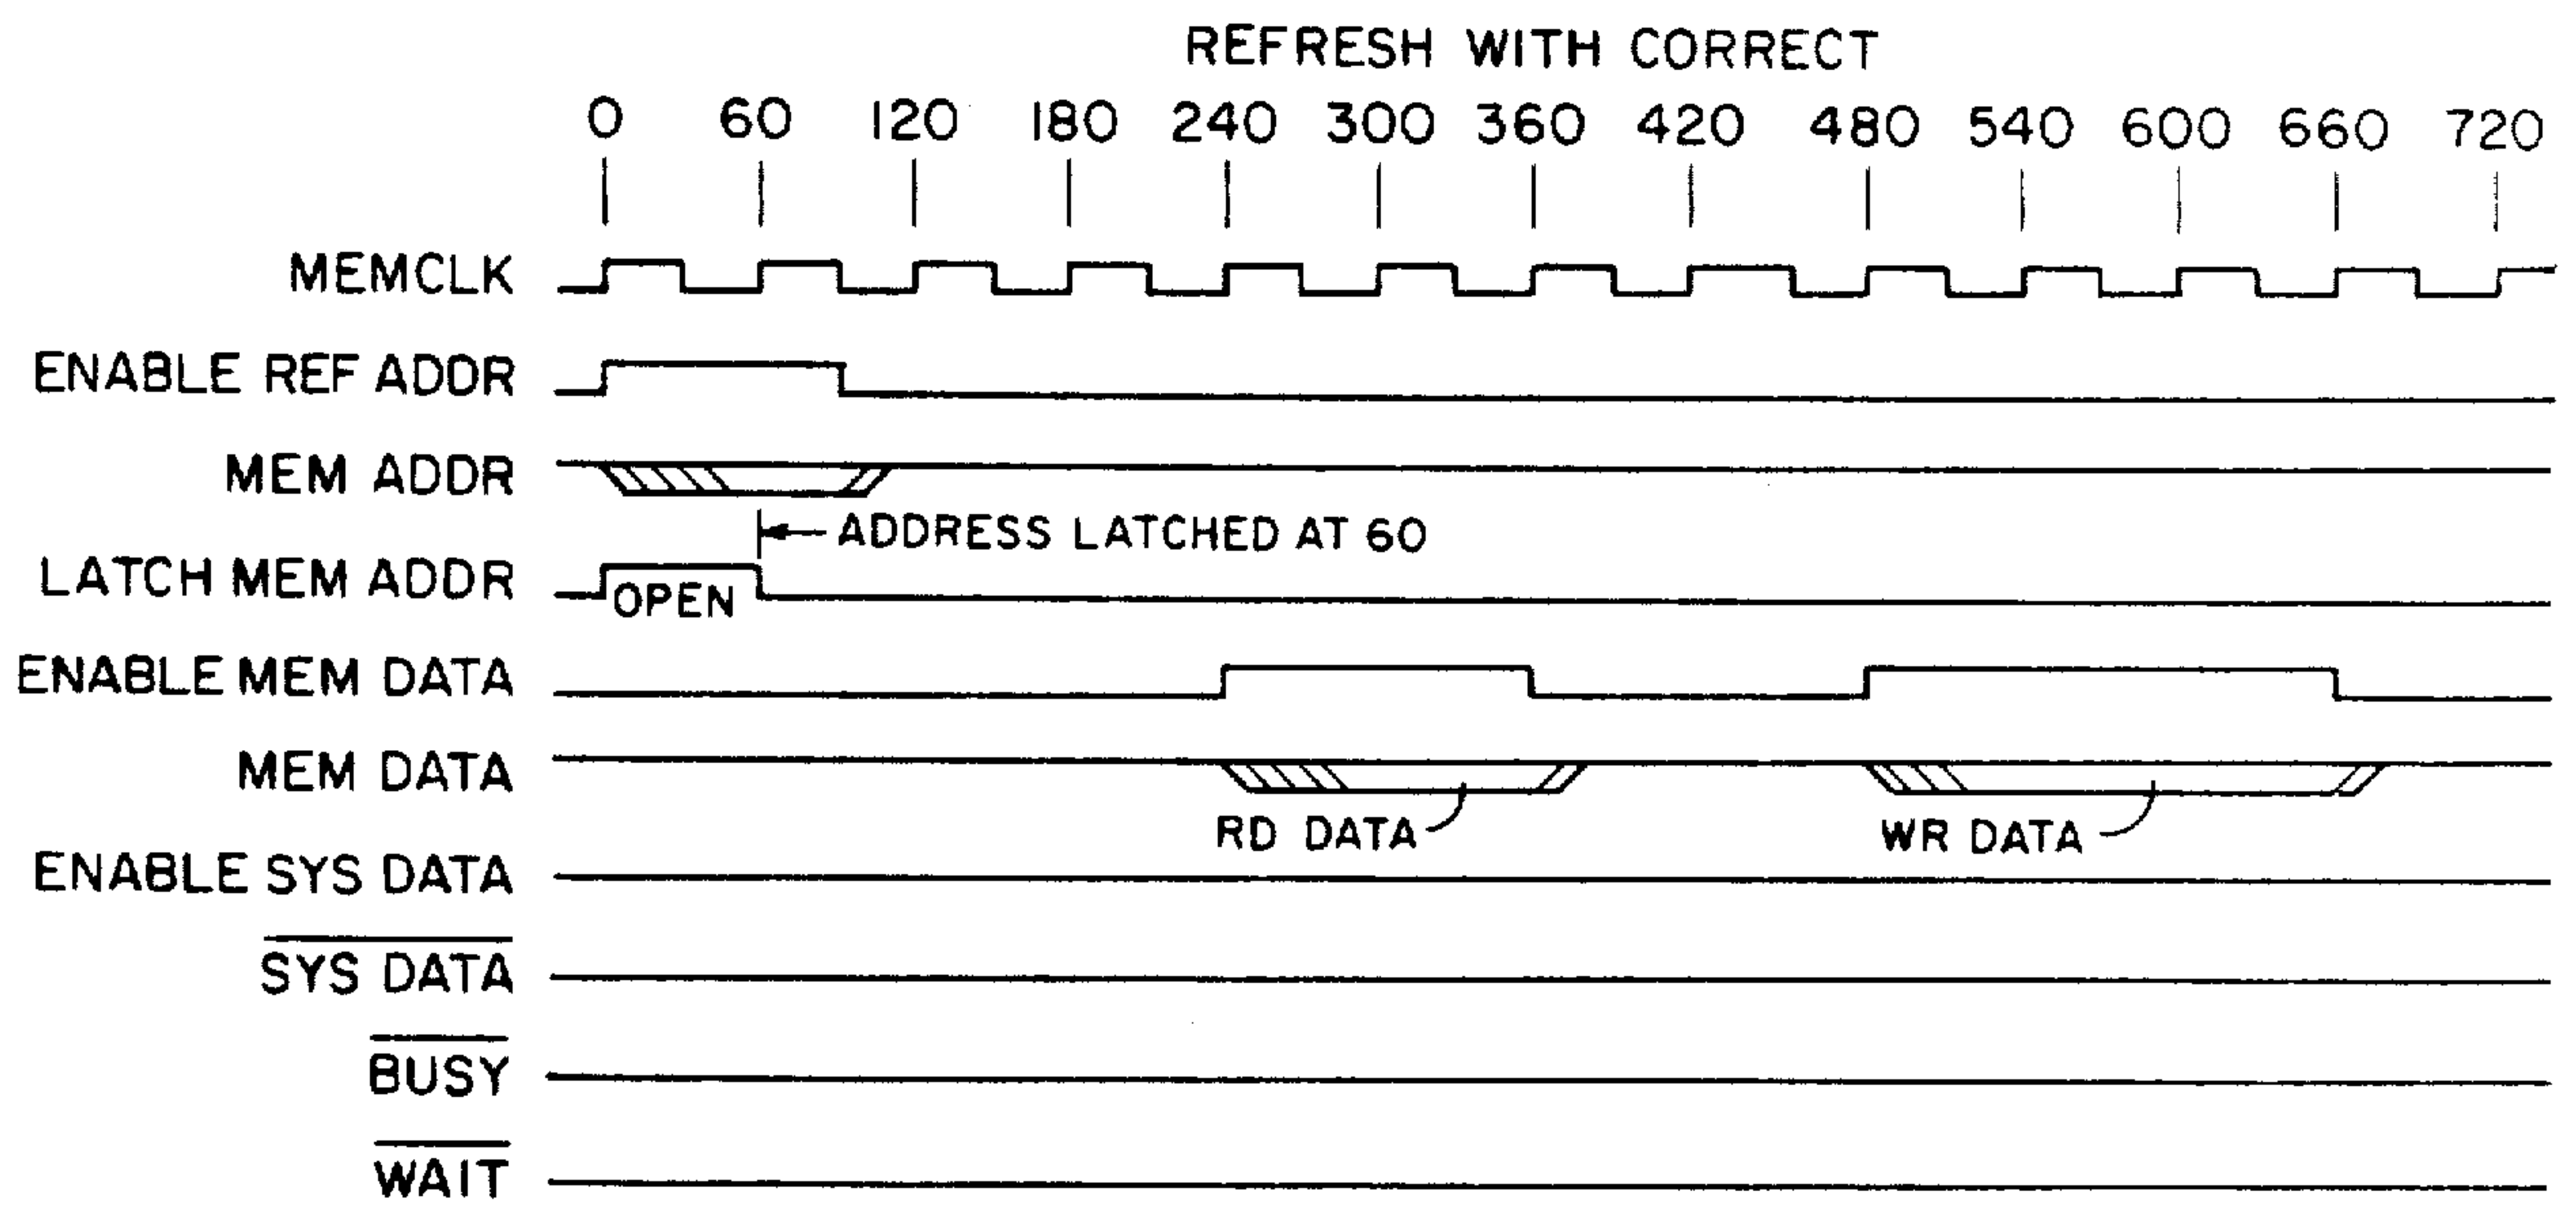 REFRESH WITH CORRECT
0 60 120 180 240 300 360 420 480 540 600 660 720
MEMCLK
ENABLE REF ADDR
MEM ADDR
ADDRESS LATCHED AT 60
LATCH MEM ADDR
OPEN
ENABLE MEM DATA
MEM DATA
RD DATA
WR DATA
ENABLE SYS DATA
SYS DATA
BUSY
WAIT